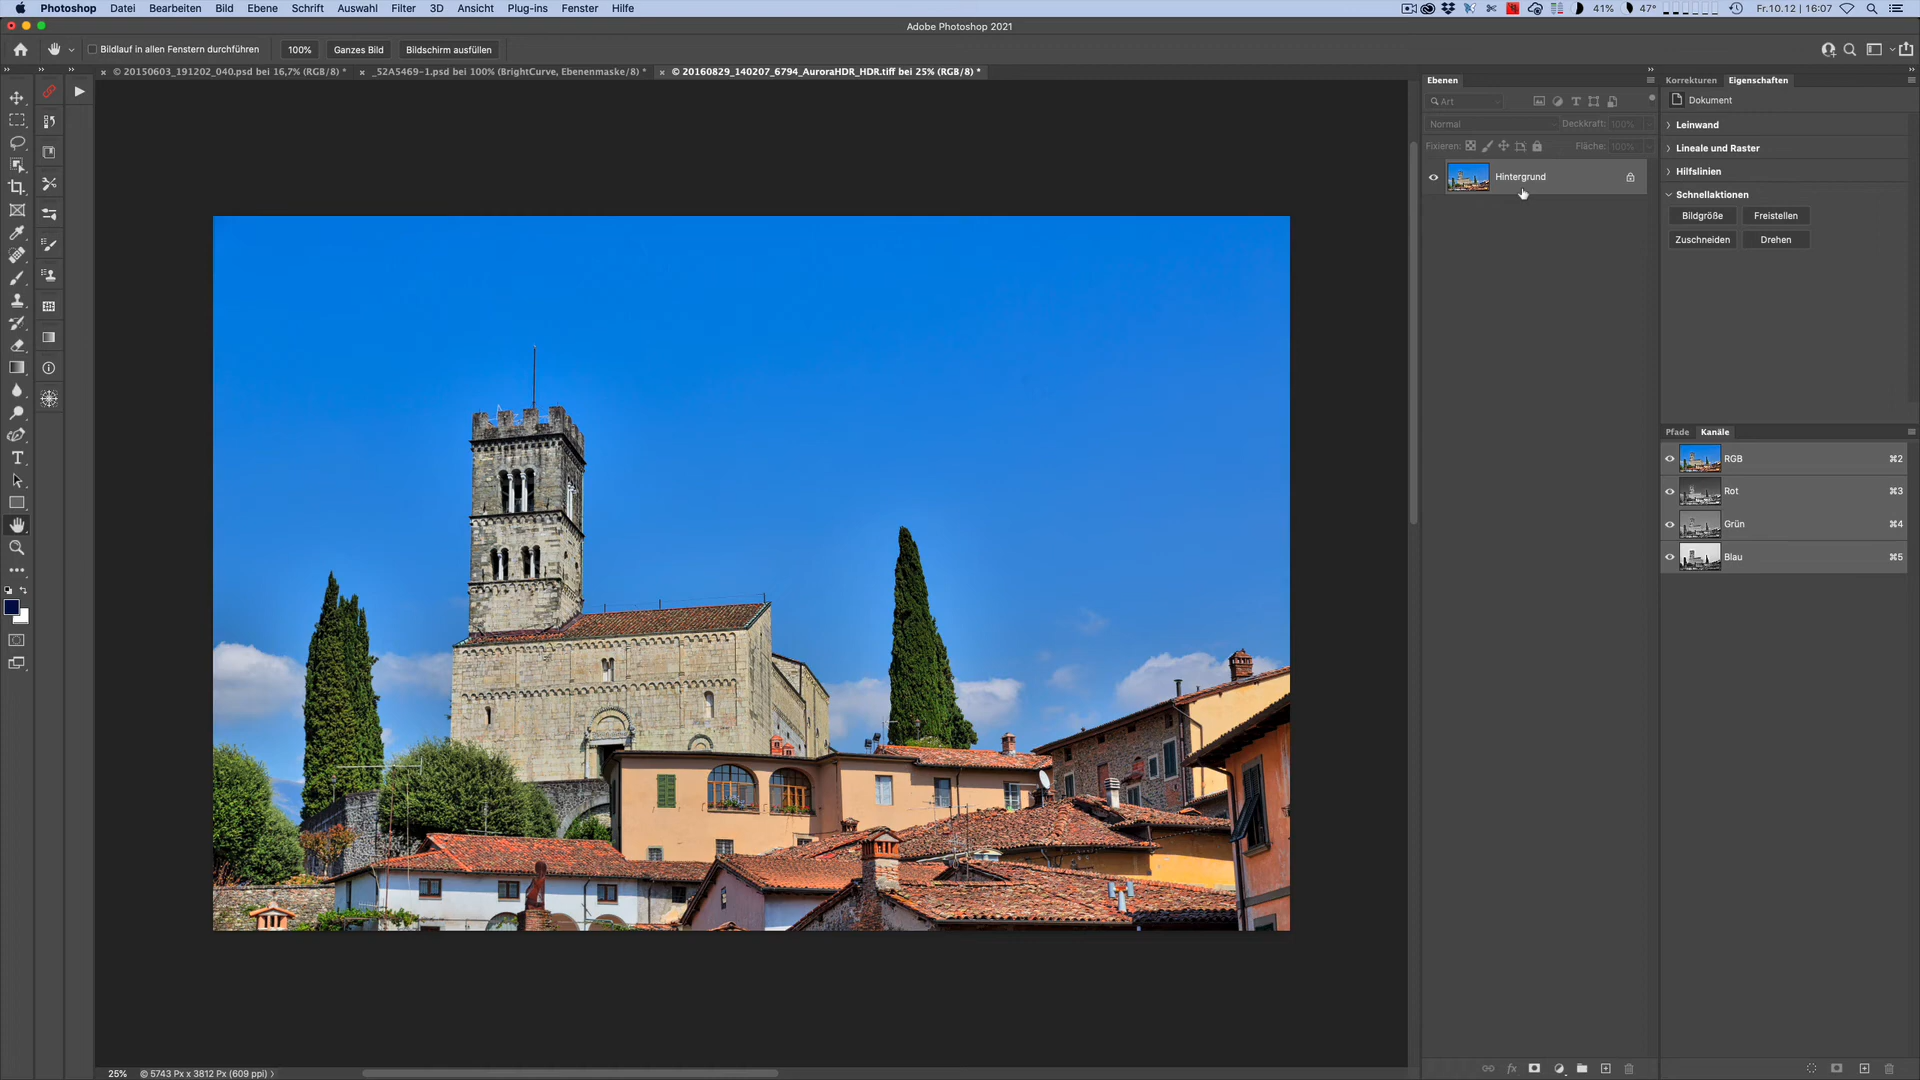 Photoshop Datei Bearbeiten Bild Ebene Schrift Auswahl Filter 3D Ansicht Plug-ins Fenster Hilfe 41% 47° Fr.10.12 | 16:07
Adobe Photoshop 2021
Bildlauf in allen Fenstern durchführen 100% Ganzes Bild Bildschirm ausfüllen
© 20150603_191202_040.psd bei 16,7% (RGB/8) * _52A5469-1.psd bei 100% (BrightCurve, Ebenenmaske/8) * © 20160829_140207_6794_AuroraHDR_HDR.tiff bei 25% (RGB/8) *
Ebenen
Art
Normal Deckkraft: 100%
Fixieren: Fläche: 100%
Hintergrund
Korrekturen Eigenschaften
Dokument
Leinwand
Lineale und Raster
Hilfslinien
Schnellaktionen
Bildgröße Freistellen
Zuschneiden Drehen
Pfade Kanäle
RGB ⌘2
Rot ⌘3
Grün ⌘4
Blau ⌘5
25% © 5743 Px x 3812 Px (609 ppi)